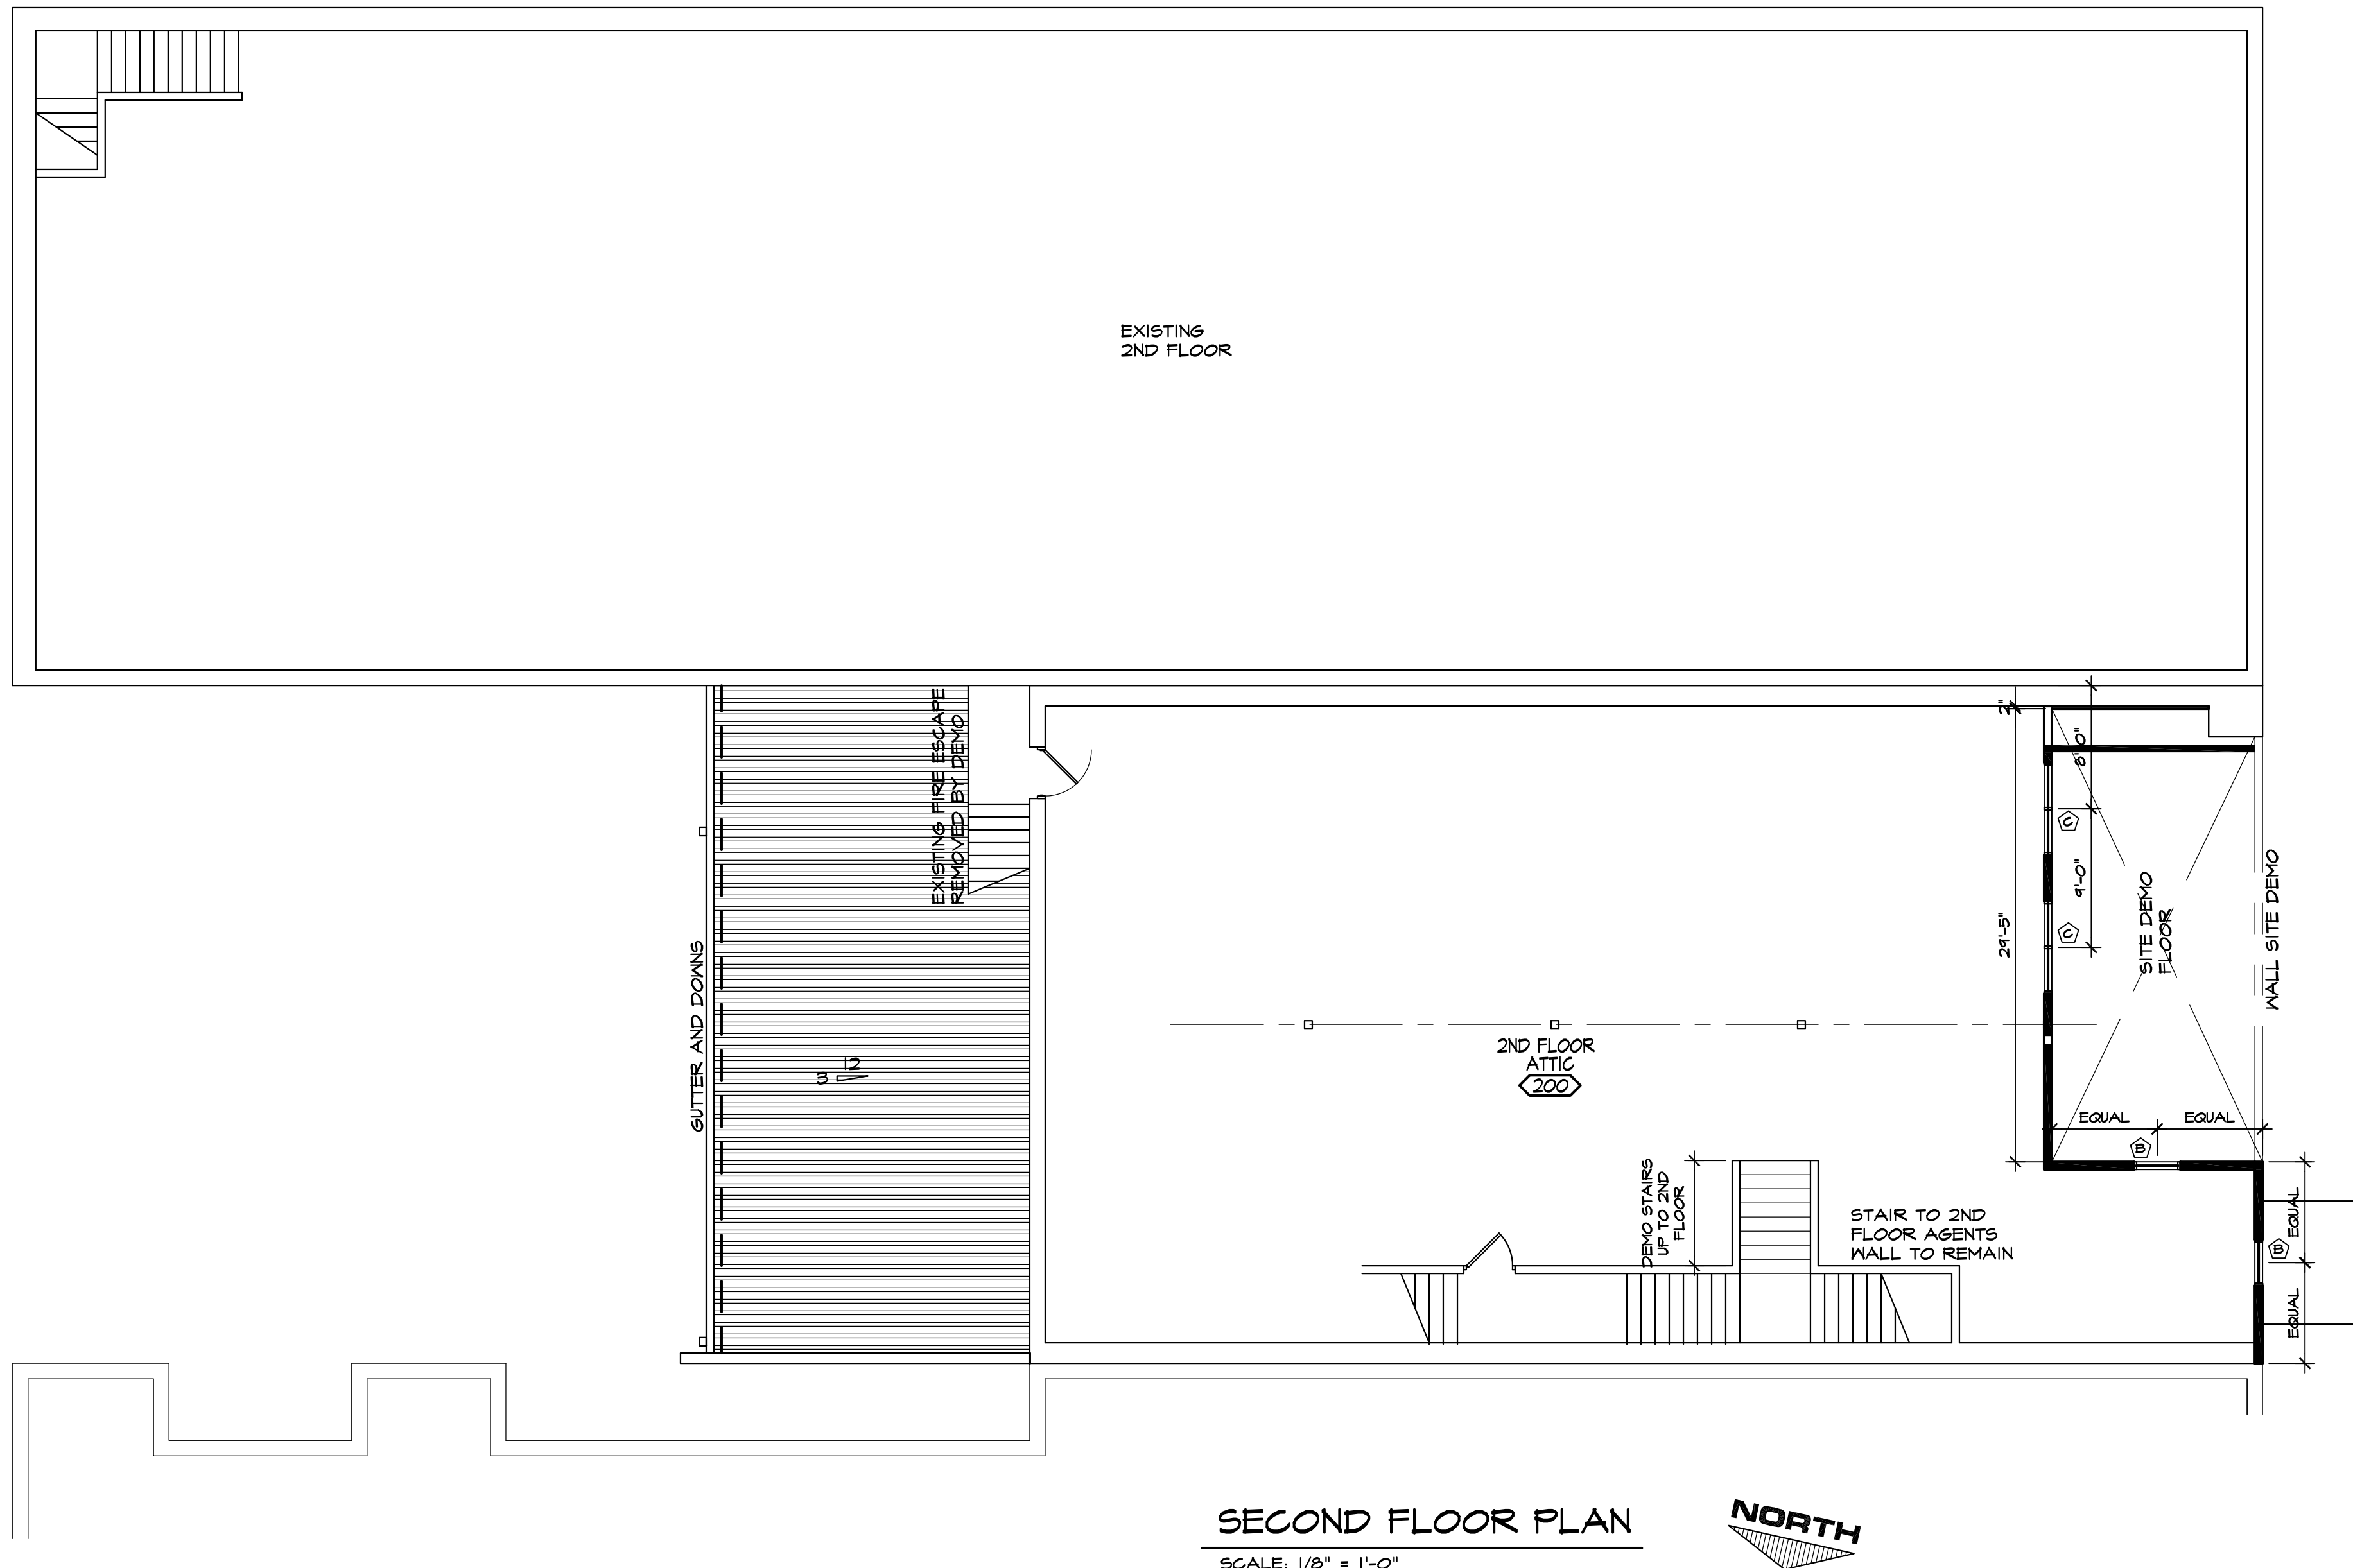 EXISTING
2ND FLOOR
EXISTING FIRE ESCAPE
REMOVED BY DEMO
GUTTER AND DOWNS
12
3
2"
8'-0"
9'-0"
29'-5"
C
C
SITE DEMO
FLOOR
WALL SITE DEMO
2ND FLOOR
ATTIC
200
EQUAL
EQUAL
B
DEMO STAIRS
UP TO 2ND
FLOOR
STAIR TO 2ND
FLOOR AGENTS
WALL TO REMAIN
EQUAL
B
EQUAL
SECOND FLOOR PLAN
SCALE: 1/8" = 1'-0"
NORTH